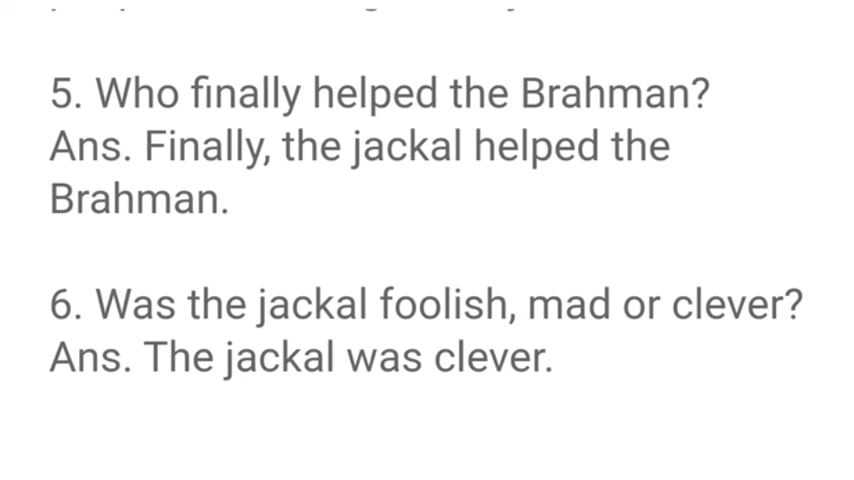 5. Who finally helped the Brahman?
Ans. Finally, the jackal helped the
Brahman.
6. Was the jackal foolish, mad or clever?
Ans. The jackal was clever.